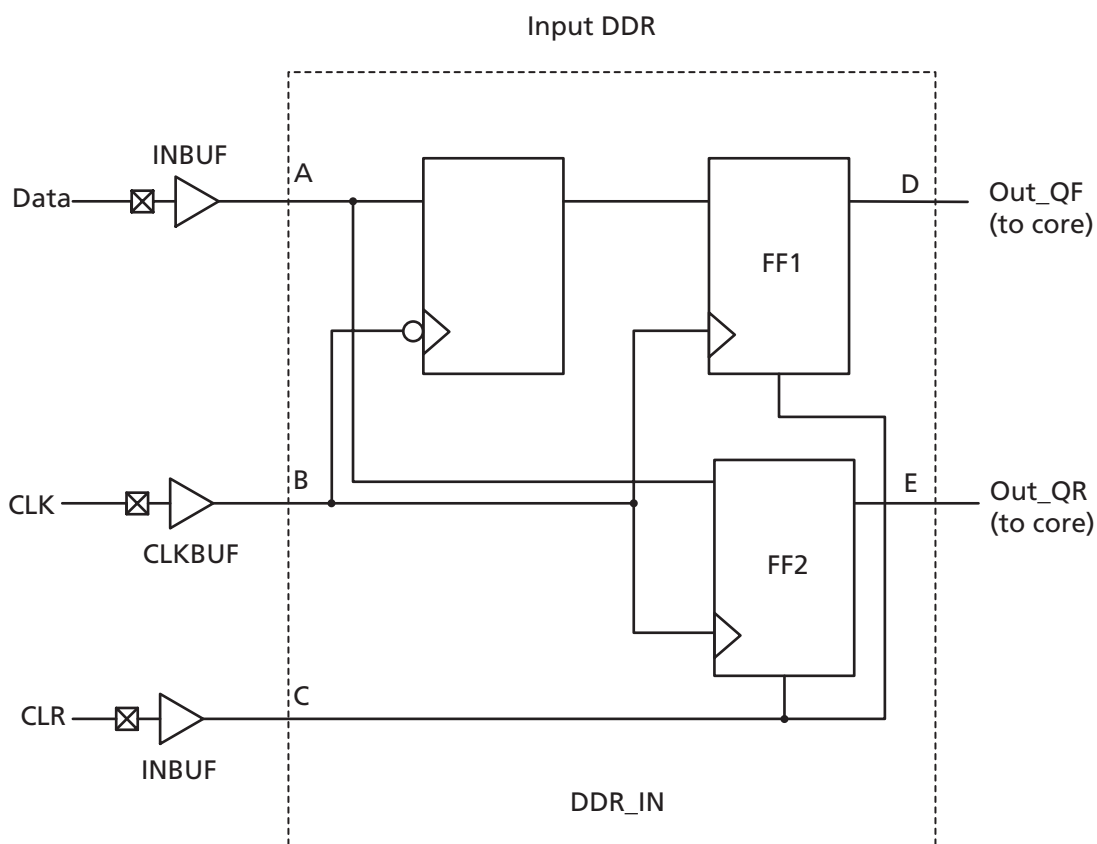 Input DDR
INBUF
Data
A
D
Out_QF
(to core)
FF1
B
E
CLK
Out_QR
(to core)
CLKBUF
FF2
C
CLR
INBUF
DDR_IN